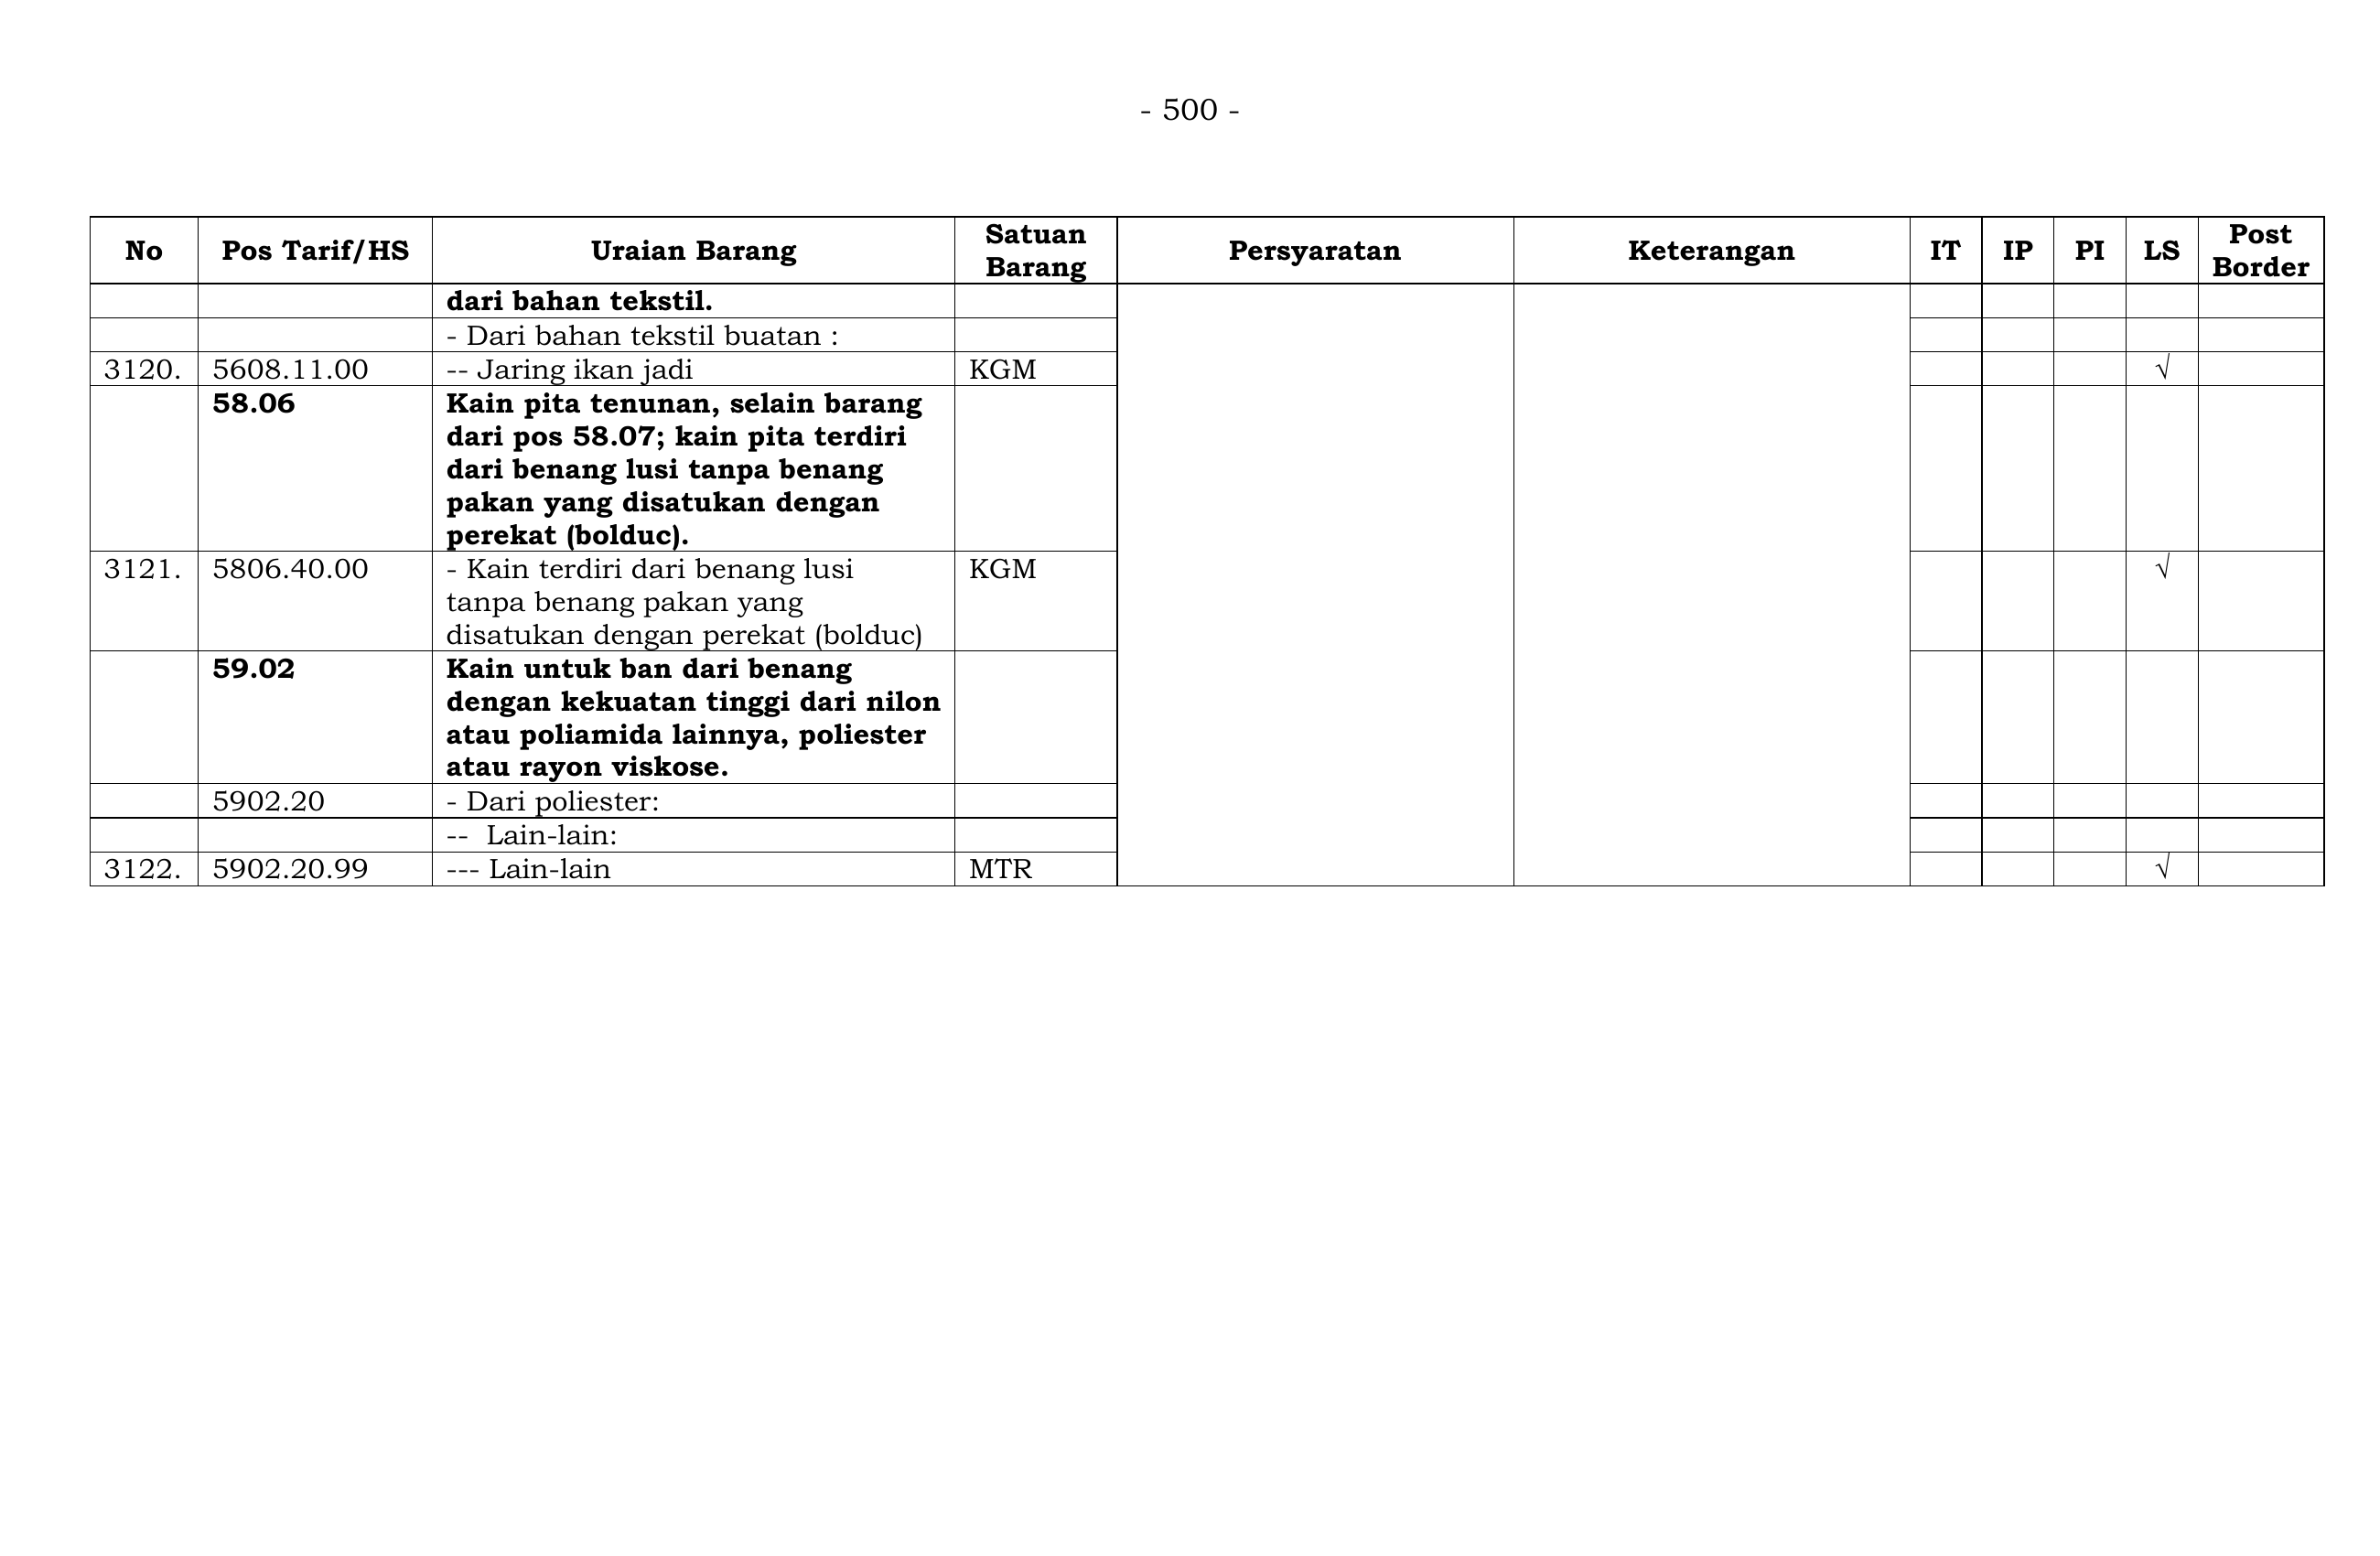 - 500 -
No Pos Tarif/HS Uraian Barang Satuan Barang Persyaratan Keterangan IT IP PI LS Post Border
dari bahan tekstil.
- Dari bahan tekstil buatan :
3120. 5608.11.00 -- Jaring ikan jadi KGM √
58.06 Kain pita tenunan, selain barang
dari pos 58.07; kain pita terdiri
dari benang lusi tanpa benang
pakan yang disatukan dengan
perekat (bolduc).
3121. 5806.40.00 - Kain terdiri dari benang lusi KGM √
tanpa benang pakan yang
disatukan dengan perekat (bolduc)
59.02 Kain untuk ban dari benang
dengan kekuatan tinggi dari nilon
atau poliamida lainnya, poliester
atau rayon viskose.
5902.20 - Dari poliester:
-- Lain-lain:
3122. 5902.20.99 --- Lain-lain MTR √